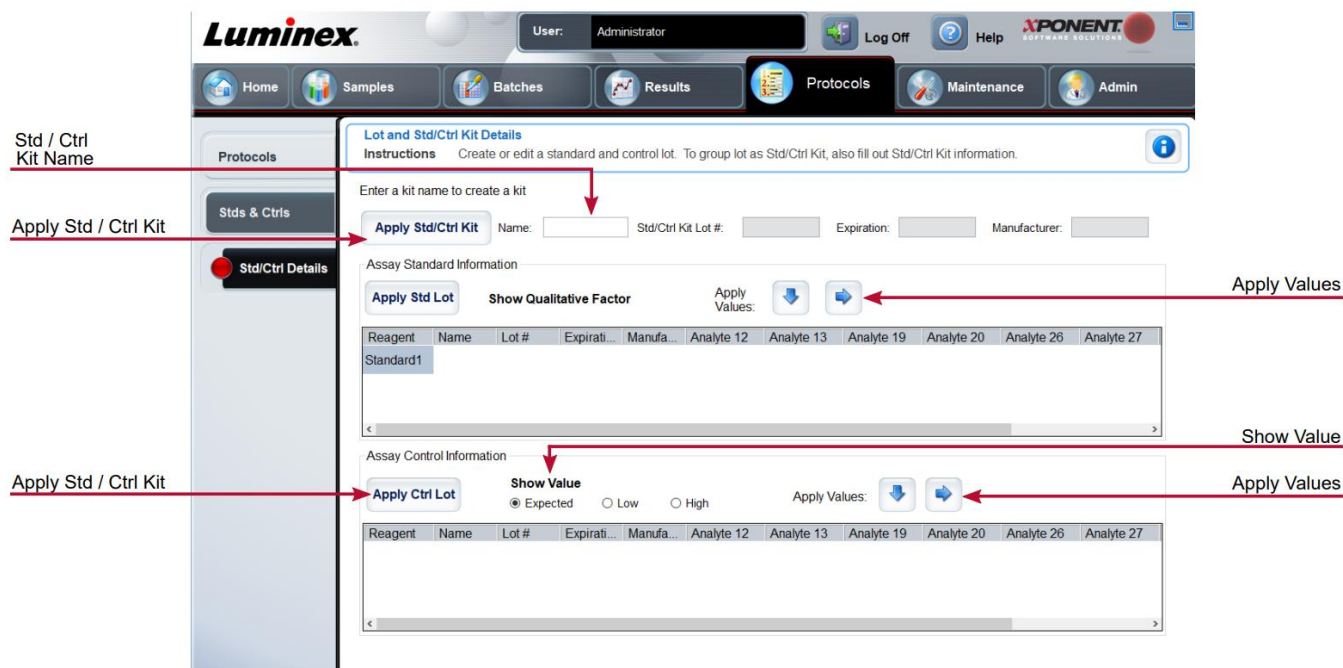 Luminex.
User: Administrator
Log Off
Help
XPONENT.
SOFTWARE SOLUTIONS
Home
Samples
Batches
Results
Protocols
Maintenance
Admin
Std / Ctrl
Kit Name
Apply Std / Ctrl Kit
Protocols
Stds & Ctrls
Std/Ctrl Details
Lot and Std/Ctrl Kit Details
Instructions Create or edit a standard and control lot. To group lot as Std/Ctrl Kit, also fill out Std/Ctrl Kit information.
Enter a kit name to create a kit
Apply Std/Ctrl Kit Name: Std/Ctrl Kit Lot #: Expiration: Manufacturer:
Assay Standard Information
Apply Std Lot Show Qualitative Factor Apply
Values:
Apply Values
Reagent Name Lot # Expirati... Manufa... Analyte 12 Analyte 13 Analyte 19 Analyte 20 Analyte 26 Analyte 27
Standard1
Show Value
Assay Control Information
Apply Std / Ctrl Kit
Apply Ctrl Lot
Show Value
Expected Low High
Apply Values:
Apply Values
Reagent Name Lot # Expirati... Manufa... Analyte 12 Analyte 13 Analyte 19 Analyte 20 Analyte 26 Analyte 27